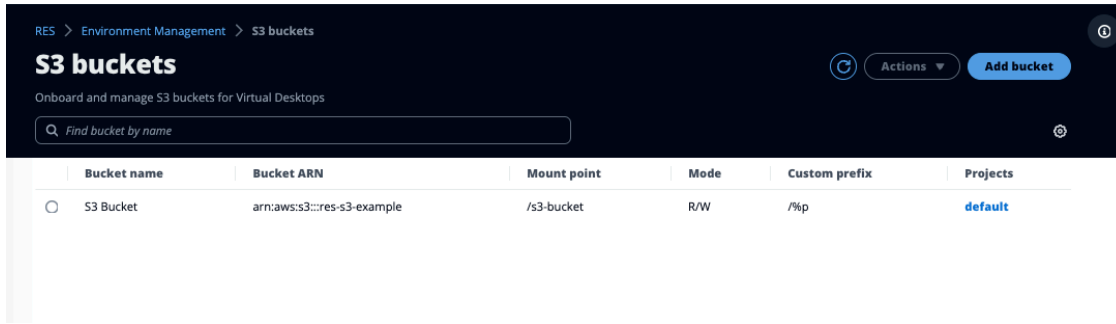 RES > Environment Management > S3 buckets
S3 buckets
Actions ▼ Add bucket
Onboard and manage S3 buckets for Virtual Desktops
Find bucket by name
Bucket name Bucket ARN Mount point Mode Custom prefix Projects
S3 Bucket arn:aws:s3:::res-s3-example /s3-bucket R/W /%p default